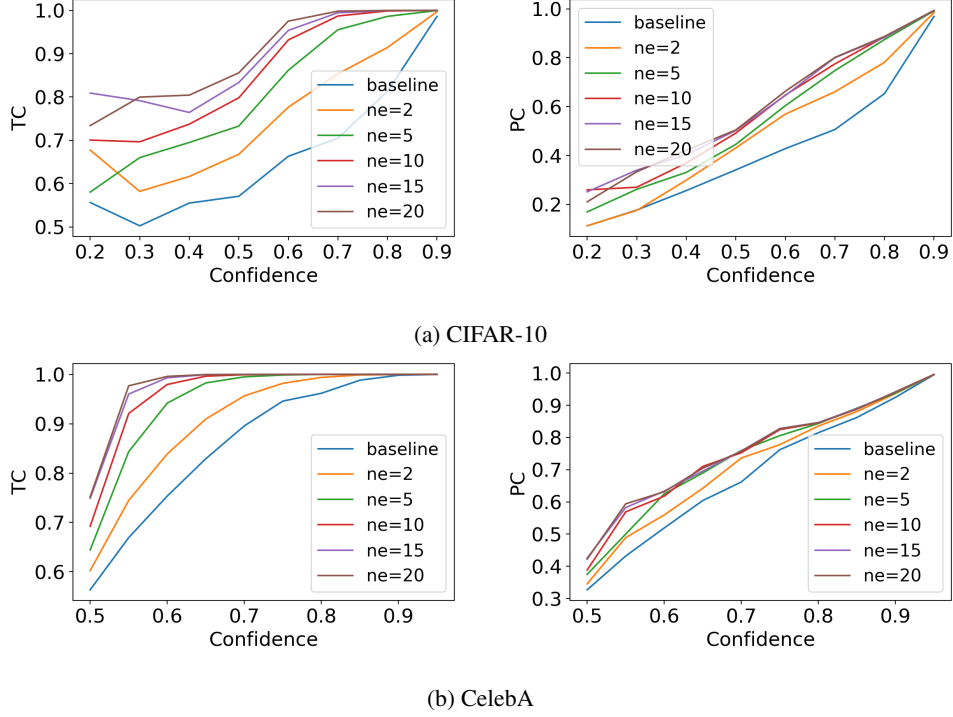 1.0
0.9
0.8
0.7
0.6
0.5
TC
0.2 0.3 0.4 0.5 0.6 0.7 0.8 0.9
Confidence
baseline
ne=2
ne=5
ne=10
ne=15
ne=20
1.0
0.8
0.6
0.4
0.2
PC
0.2 0.3 0.4 0.5 0.6 0.7 0.8 0.9
Confidence
baseline
ne=2
ne=5
ne=10
ne=15
ne=20
(a) CIFAR-10
1.0
0.9
0.8
0.7
0.6
TC
0.5 0.6 0.7 0.8 0.9
Confidence
baseline
ne=2
ne=5
ne=10
ne=15
ne=20
1.0
0.9
0.8
0.7
0.6
0.5
0.4
0.3
PC
0.5 0.6 0.7 0.8 0.9
Confidence
baseline
ne=2
ne=5
ne=10
ne=15
ne=20
(b) CelebA